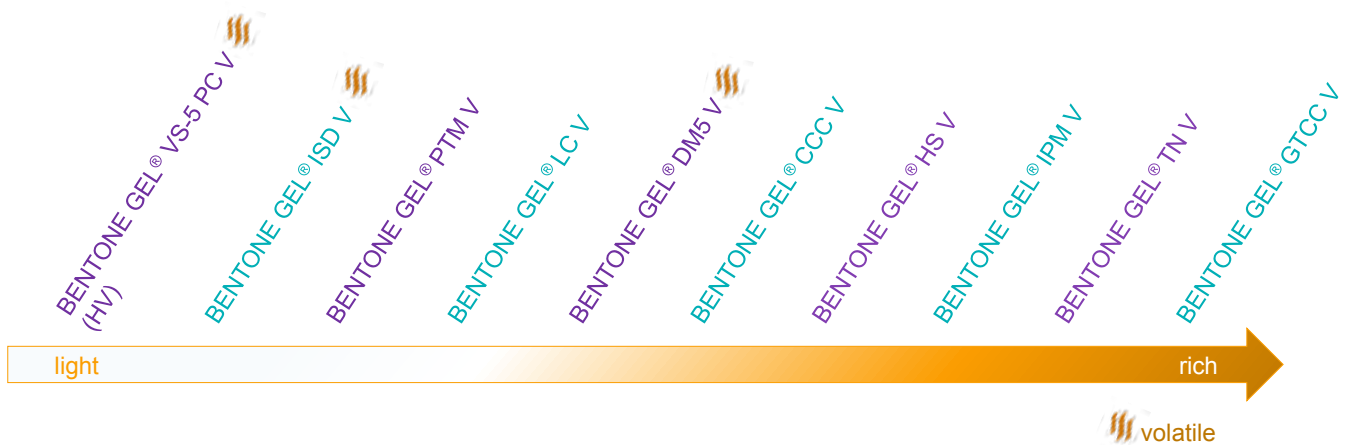 BENTONE GEL® VS-5 PC V
(HV)
BENTONE GEL® ISD V
BENTONE GEL® PTM V
BENTONE GEL® LC V
BENTONE GEL® DM5 V
BENTONE GEL® CCC V
BENTONE GEL® HS V
BENTONE GEL® IPM V
BENTONE GEL® TN V
BENTONE GEL® GTCC V
light
rich
volatile